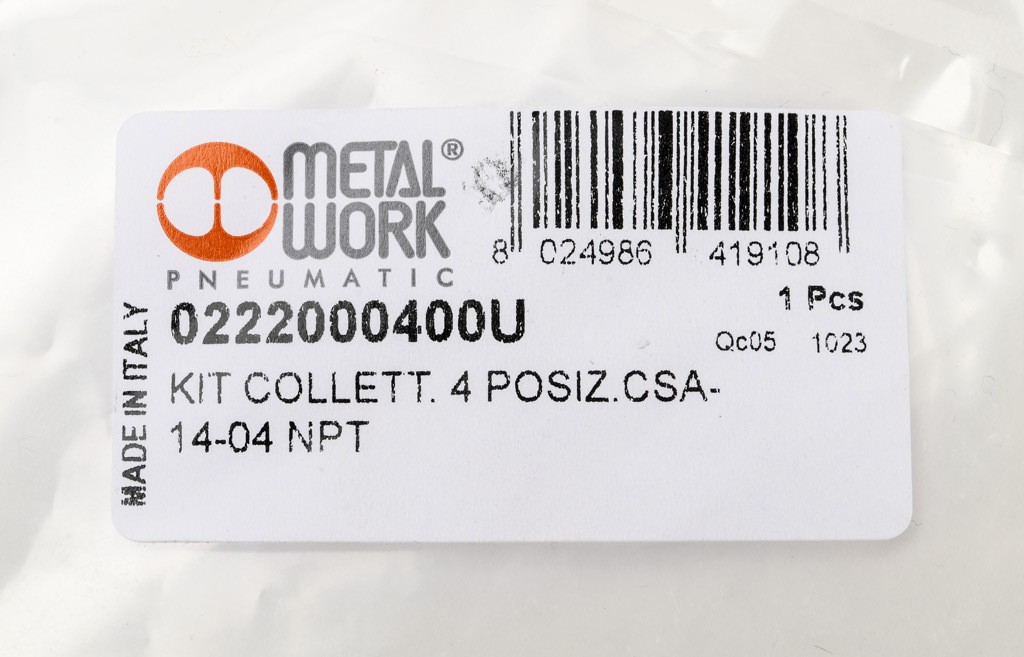 METAL®
WORK
PNEUMATIC
8 024986 419108
0222000400U
1 Pcs
Qc05 1023
KIT COLLETT. 4 POSIZ.CSA-
14-04 NPT
MADE IN ITALY